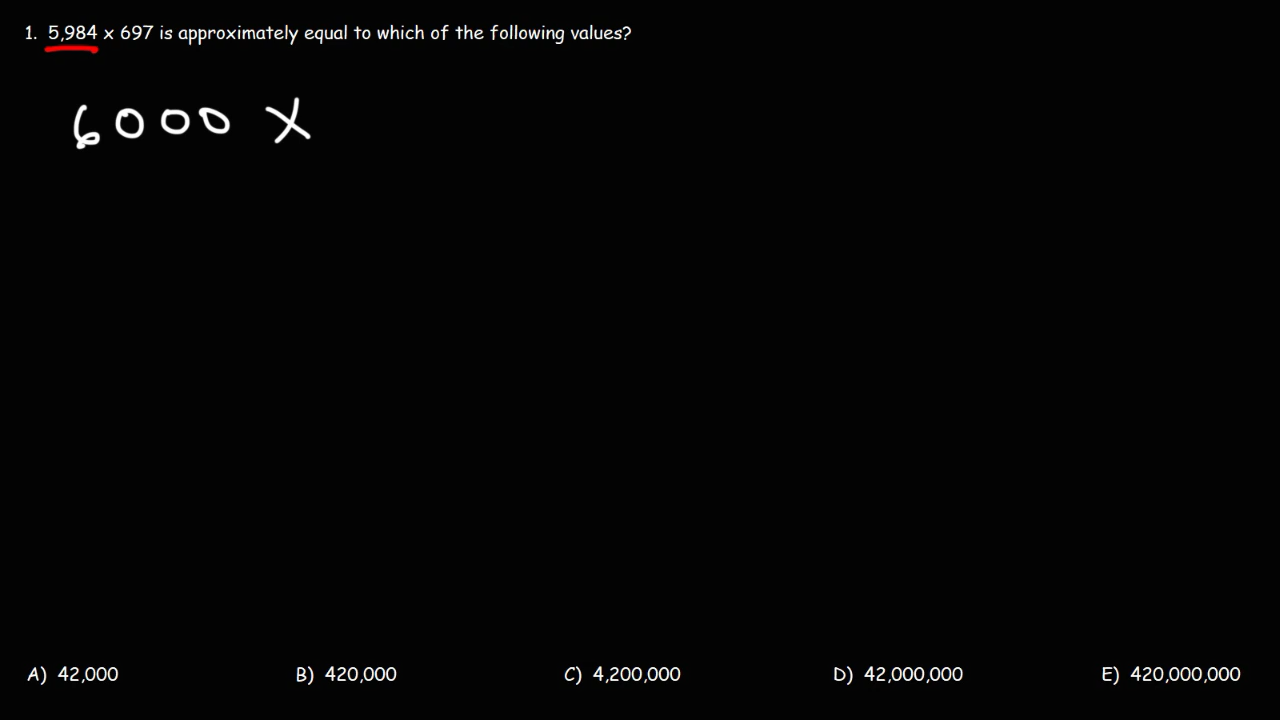 1. 5,984 x 697 is approximately equal to which of the following values?
6000 X
A) 42,000 B) 420,000 C) 4,200,000 D) 42,000,000 E) 420,000,000